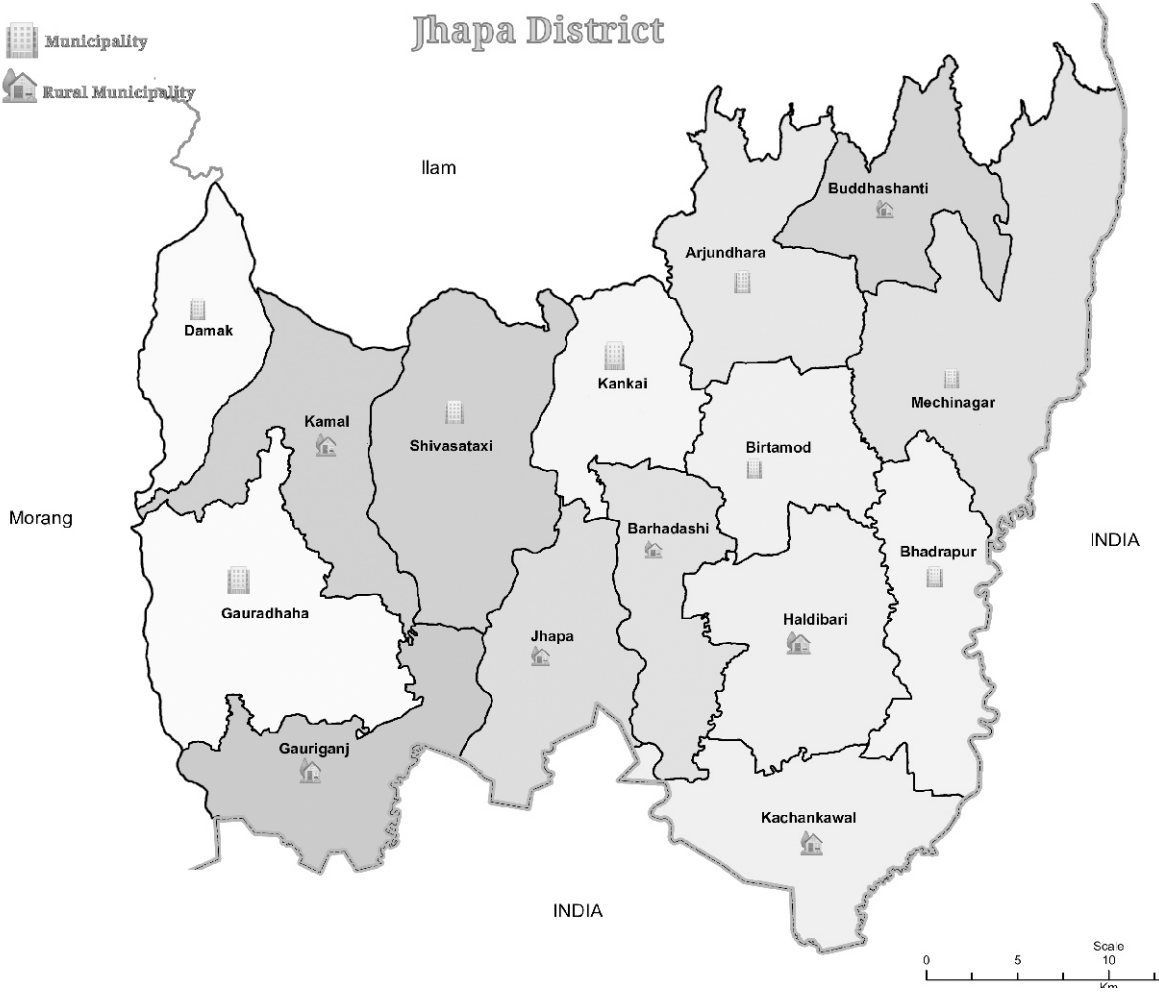 Jhapa District
Municipality
Rural Municipality
Ilam
Buddhashanti
Arjundhara
Damak
Kankai
Mechinagar
Kamal
Shivasataxi
Birtamod
Morang
Barhadashi
INDIA
Bhadrapur
Gauradhaha
Haldibari
Jhapa
Gauriganj
Kachankawal
INDIA
Scale
0 5 10
Km